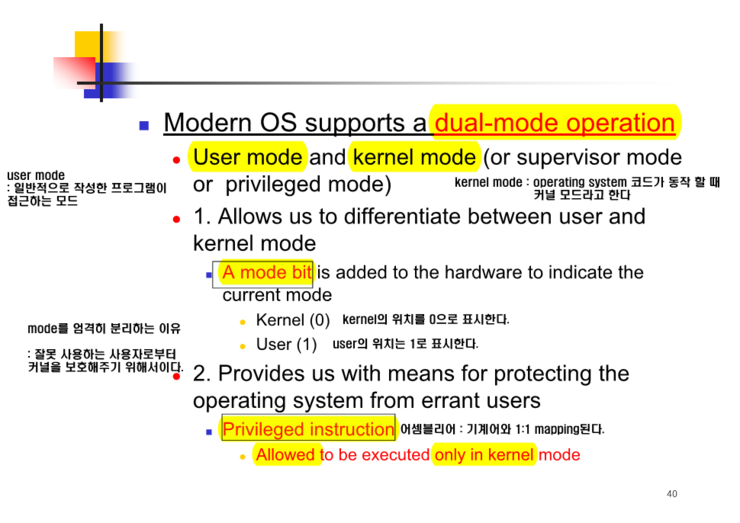 Modern OS supports a dual-mode operation
User mode and kernel mode (or supervisor mode
or privileged mode)
user mode
: 일반적으로 작성한 프로그램이
접근하는 모드
kernel mode : operating system 코드가 동작 할 때
커널 모드라고 한다
1. Allows us to differentiate between user and
kernel mode
A mode bit is added to the hardware to indicate the
current mode
Kernel (0) kernel의 위치를 0으로 표시한다.
User (1) user의 위치는 1로 표시한다.
mode를 엄격히 분리하는 이유
: 잘못 사용하는 사용자로부터
커널을 보호해주기 위해서이다.
2. Provides us with means for protecting the
operating system from errant users
Privileged instruction 어셈블리어 : 기계어와 1:1 mapping된다.
Allowed to be executed only in kernel mode
40